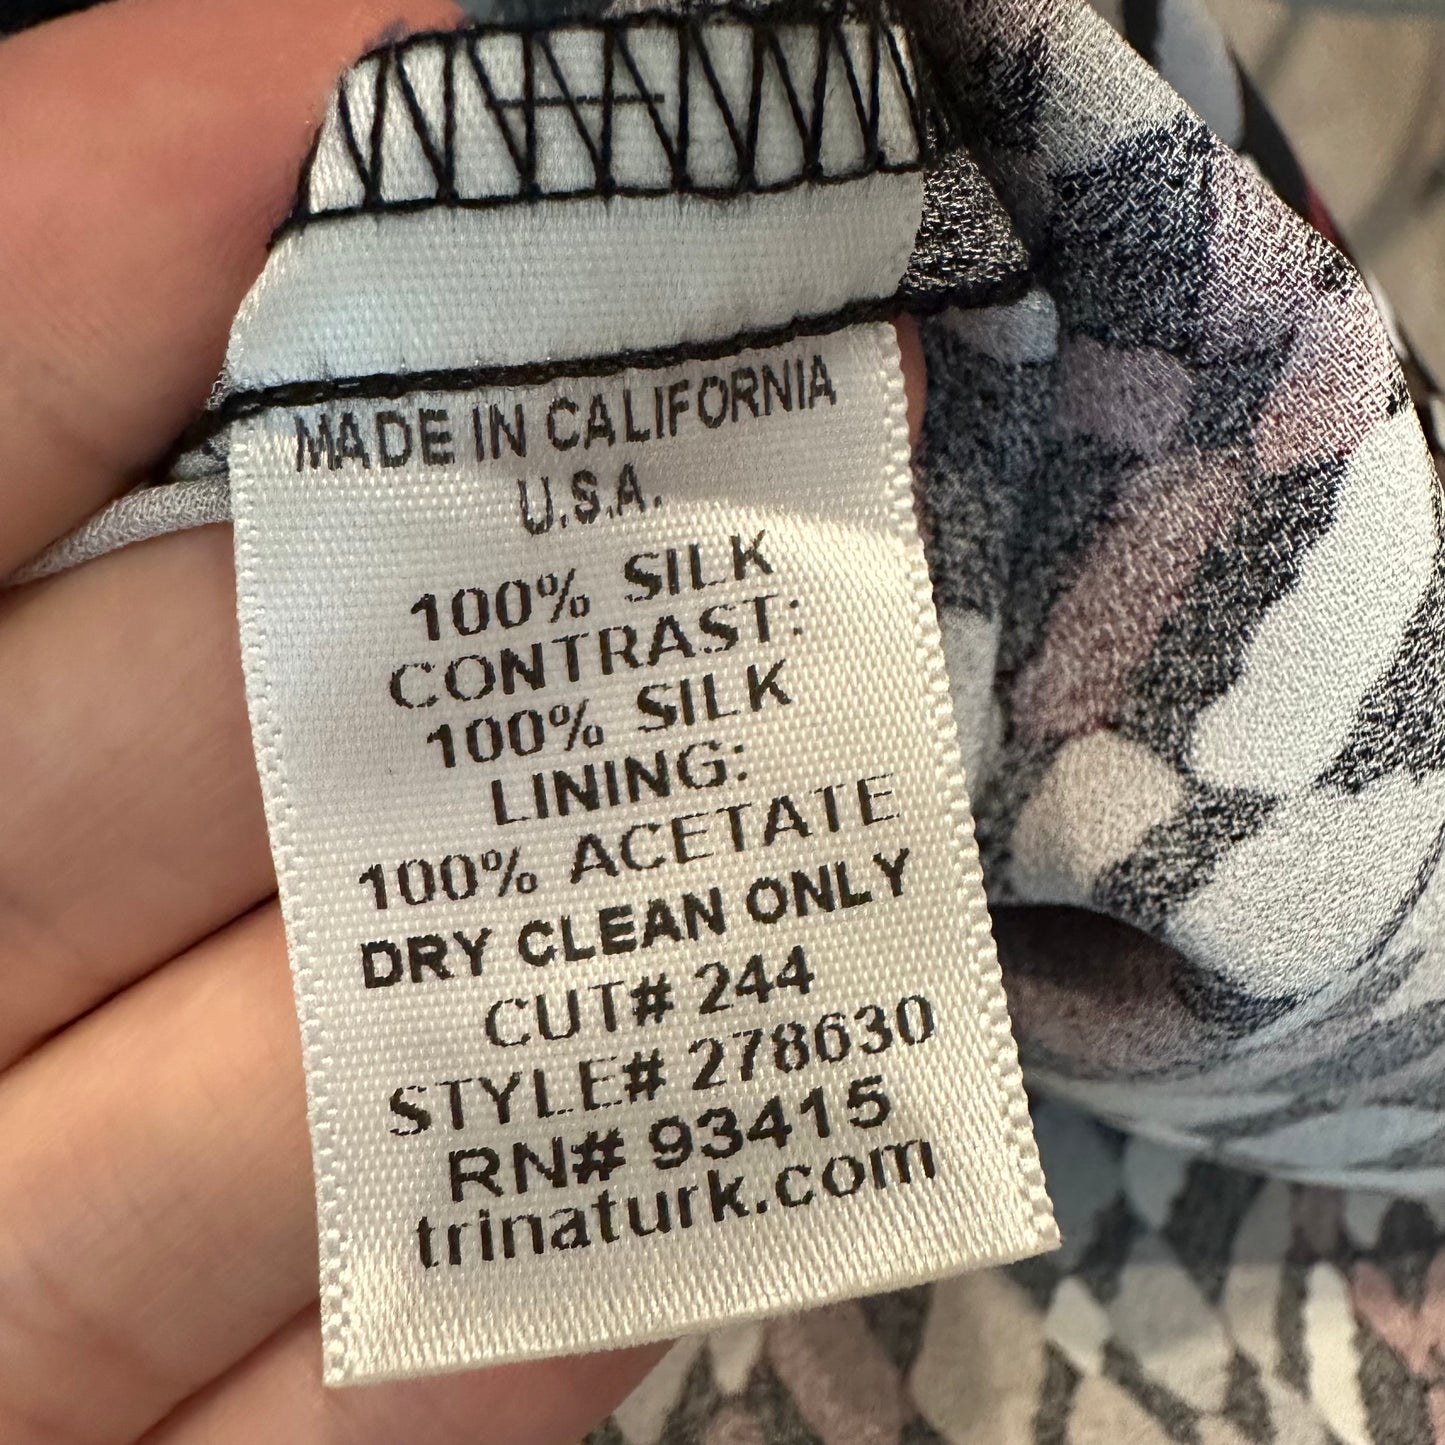 MADE IN CALIFORNIA
U.S.A.
100% SILK
CONTRAST:
100% SILK
LINING:
100% ACETATE
DRY CLEAN ONLY
CUT# 244
STYLE# 278630
RN# 93415
trinaturk.com